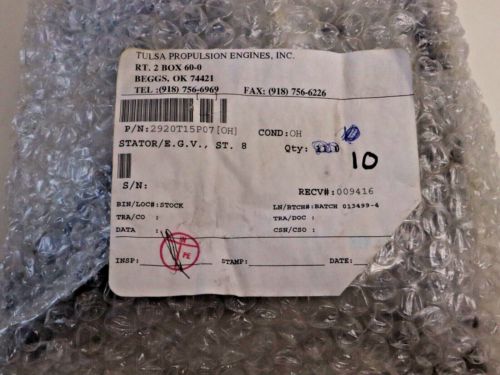 TULSA PROPULSION ENGINES, INC.
RT. 2 BOX 60-0
BEGGS, OK 74421
TEL :(918) 756-6969 FAX: (918) 756-6226
P/N:2920T15P07[OH] COND:OH
STATOR/E.G.V., ST. 8 Qty:
10
S/N: RECV#:009416
BIN/LOC#:STOCK LN/BTCH#:BATCH 013499-4
TRA/CO : TRA/DOC :
DATA : CSN/CSO :
PE
INSP: STAMP: DATE: